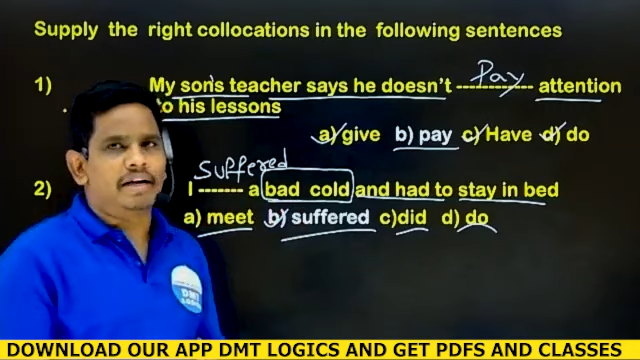 Supply the right collocations in the following sentences
Pay
1) My son's teacher says he doesn't ------------- attention
to his lessons
a) give b) pay c) Have d) do
suffered
2) I ------- a bad cold and had to stay in bed
a) meet b) suffered c)did d) do
DMT
DOWNLOAD OUR APP DMT LOGICS AND GET PDFS AND CLASSES